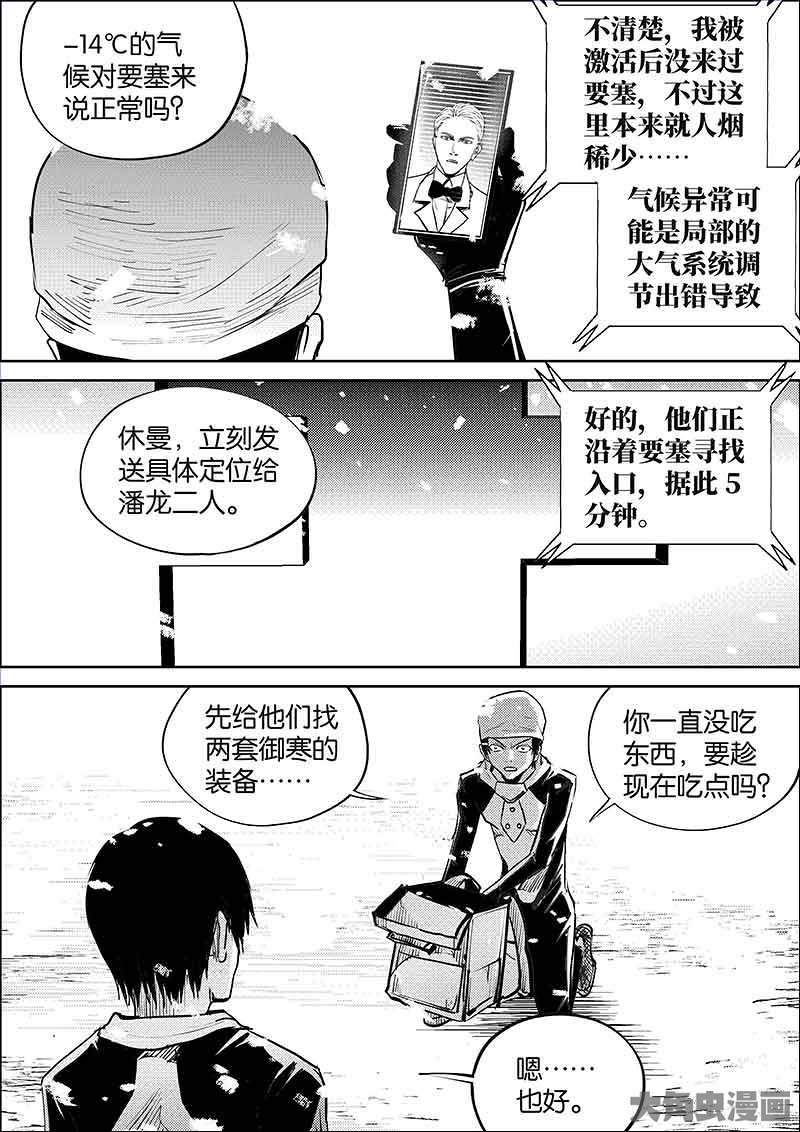 -14℃的气
候对要塞来
说正常吗？
不清楚，我被
激活后没来过
要塞，不过这
里本来就人烟
稀少……
气候异常可
能是局部的
大气系统调
节出错导致
休曼，立刻发
送具体定位给
潘龙二人。
好的，他们正
沿着要塞寻找
入口，据此 5
分钟。
先给他们找
两套御寒的
装备……
你一直没吃
东西，要趁
现在吃点吗？
嗯……
也好。
大角虫漫画